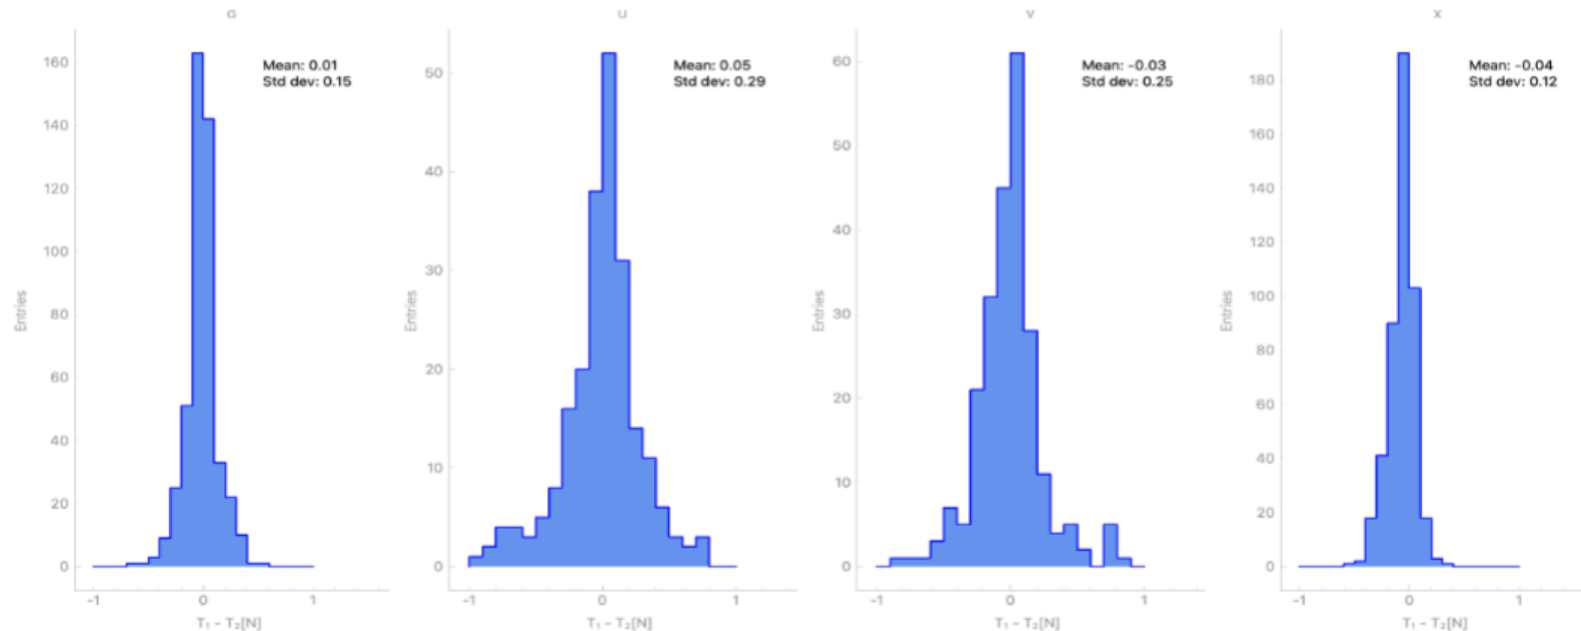 G
Mean: 0.01
Std dev: 0.15
160
140
120
100
80
60
40
20
0
Entries
-1 0 1
T₁ - T₂[N]
U
Mean: 0.05
Std dev: 0.29
50
40
30
20
10
0
Entries
-1 0 1
T₁ - T₂[N]
V
Mean: -0.03
Std dev: 0.25
60
50
40
30
20
10
0
Entries
-1 0 1
T₁ - T₂[N]
X
Mean: -0.04
Std dev: 0.12
180
160
140
120
100
80
60
40
20
0
Entries
-1 0 1
T₁ - T₂[N]